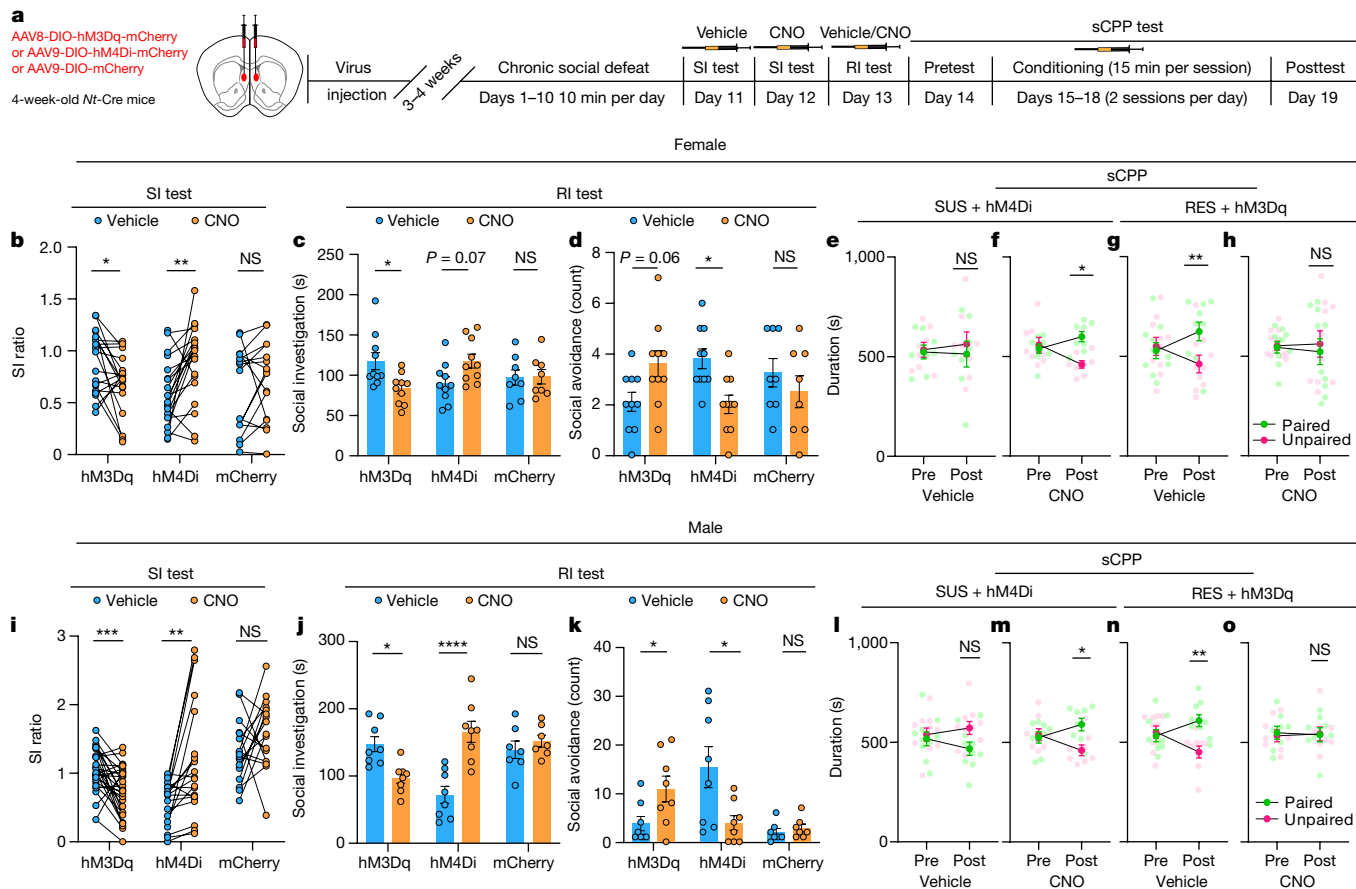 a
AAV8-DIO-hM3Dq-mCherry
or AAV9-DIO-hM4Di-mCherry
or AAV9-DIO-mCherry
4-week-old Nt-Cre mice
Virus
injection
3–4 weeks
Chronic social defeat
Days 1–10 10 min per day
Vehicle
SI test
Day 11
CNO
SI test
Day 12
Vehicle/CNO
RI test
Day 13
sCPP test
Pretest
Day 14
Conditioning (15 min per session)
Days 15–18 (2 sessions per day)
Posttest
Day 19
Female
SI test
Vehicle CNO
b
SI ratio
2.0
1.5
1.0
0.5
0
* ** NS
hM3Dq hM4Di mCherry
RI test
Vehicle CNO
c
Social investigation (s)
250
200
150
100
50
0
* P = 0.07 NS
hM3Dq hM4Di mCherry
Vehicle CNO
d
Social avoidance (count)
8
6
4
2
0
P = 0.06 * NS
hM3Dq hM4Di mCherry
sCPP
SUS + hM4Di
RES + hM3Dq
e
Duration (s)
1,000
500
0
NS
Pre Post
Vehicle
f
*
Pre Post
CNO
g
**
Pre Post
Vehicle
h
NS
Paired
Unpaired
Pre Post
CNO
Male
SI test
Vehicle CNO
i
SI ratio
3
2
1
0
*** ** NS
hM3Dq hM4Di mCherry
RI test
Vehicle CNO
j
Social investigation (s)
300
200
100
0
* **** NS
hM3Dq hM4Di mCherry
Vehicle CNO
k
Social avoidance (count)
40
30
20
10
0
* * NS
hM3Dq hM4Di mCherry
sCPP
SUS + hM4Di
RES + hM3Dq
l
Duration (s)
1,000
500
0
NS
Pre Post
Vehicle
m
*
Pre Post
CNO
n
**
Pre Post
Vehicle
o
NS
Paired
Unpaired
Pre Post
CNO